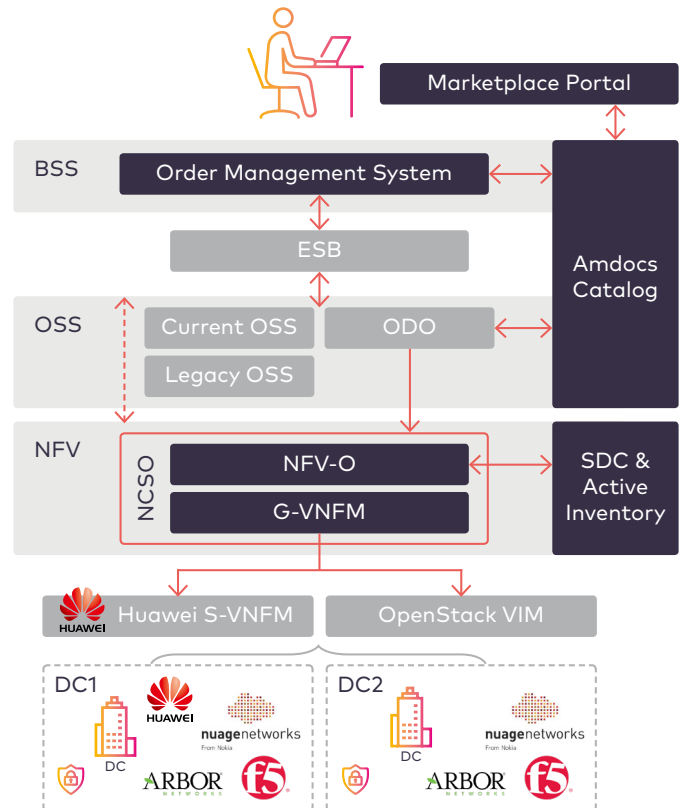 Marketplace Portal
BSS
Order Management System
ESB
Amdocs
Catalog
OSS
Current OSS
ODO
Legacy OSS
NFV
NCSO
NFV-O
G-VNFM
SDC &
Active
Inventory
HUAWEI
Huawei S-VNFM
OpenStack VIM
DC1
HUAWEI
DC
nuagenetworks
From Nokia
ARBOR
NETWORKS
f5
DC2
DC
nuagenetworks
From Nokia
ARBOR
NETWORKS
f5